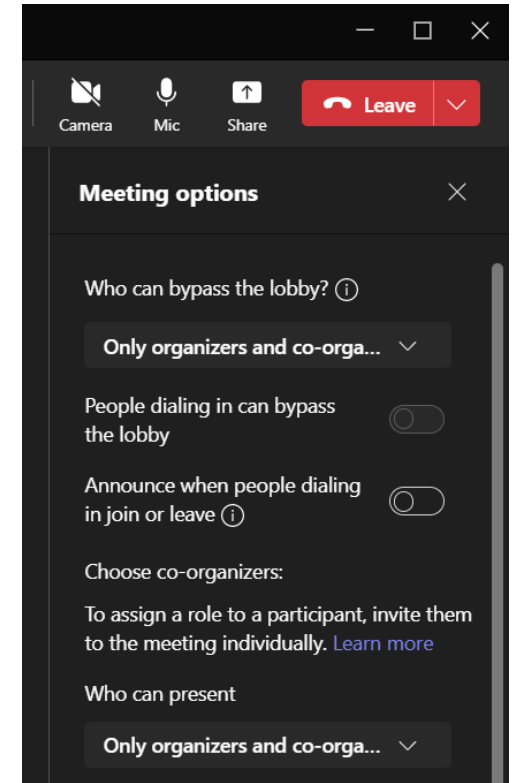 Camera Mic Share Leave
Meeting options
Who can bypass the lobby?
Only organizers and co-orga...
People dialing in can bypass
the lobby
Announce when people dialing
in join or leave
Choose co-organizers:
To assign a role to a participant, invite them
to the meeting individually. Learn more
Who can present
Only organizers and co-orga...